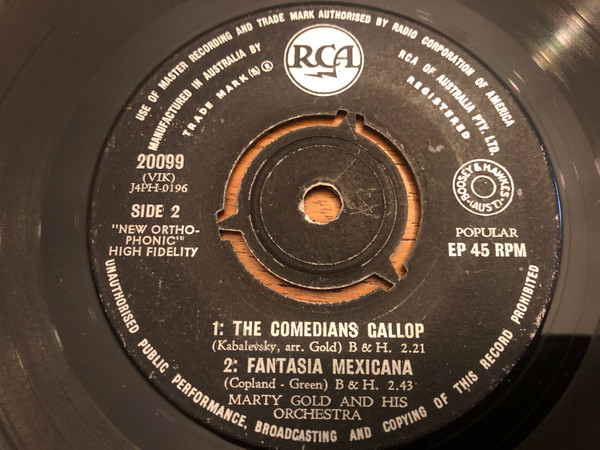 USE OF MASTER RECORDING AND TRADE MARK AUTHORISED BY RADIO CORPORATION OF AMERICA
MANUFACTURED IN AUSTRALIA BY RCA OF AUSTRALIA PTY. LTD.
TRADE MARK(S) ® REGISTERED
RCA
20099
(VIK)
J4PH-0196
SIDE 2
"NEW ORTHO-
PHONIC"
HIGH FIDELITY
BOOSEY & HAWKES
(AUST.)
POPULAR
EP 45 RPM
1: THE COMEDIANS GALLOP
(Kabalevsky, arr. Gold) B & H. 2.21
2: FANTASIA MEXICANA
(Copland - Green) B & H. 2.43
MARTY GOLD AND HIS
ORCHESTRA
UNAUTHORISED PUBLIC PERFORMANCE, BROADCASTING AND COPYING OF THIS RECORD PROHIBITED